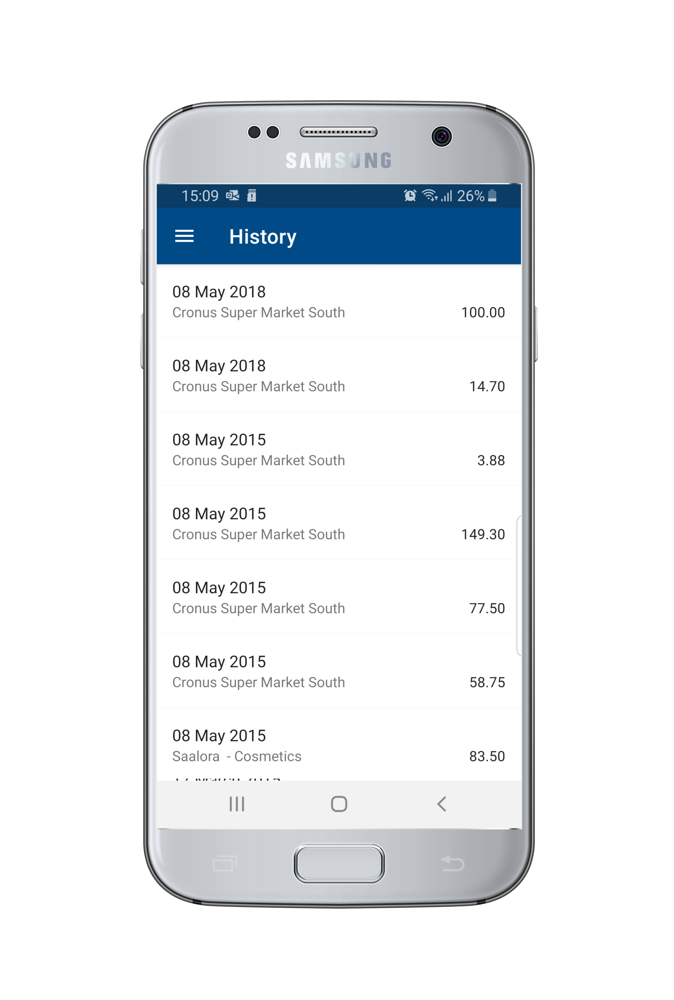 SAMSUNG
15:09 26%
History
08 May 2018
Cronus Super Market South 100.00
08 May 2018
Cronus Super Market South 14.70
08 May 2015
Cronus Super Market South 3.88
08 May 2015
Cronus Super Market South 149.30
08 May 2015
Cronus Super Market South 77.50
08 May 2015
Cronus Super Market South 58.75
08 May 2015
Saalora - Cosmetics 83.50